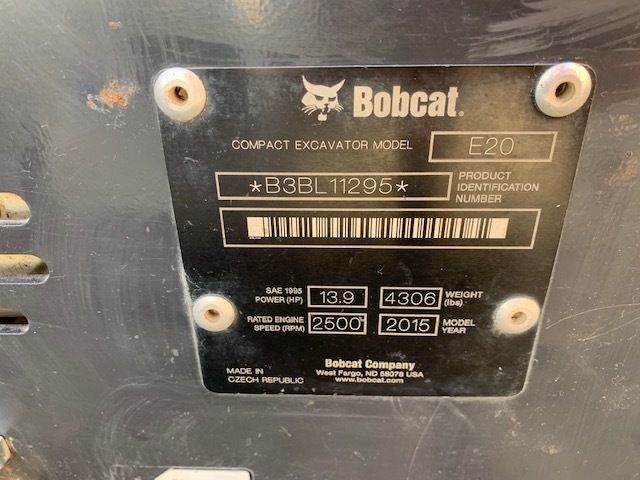 Bobcat.
COMPACT EXCAVATOR MODEL E20
*B3BL11295* PRODUCT IDENTIFICATION NUMBER
SAE 1995 POWER (HP) 13.9 4306 WEIGHT (lbs)
RATED ENGINE SPEED (RPM) 2500 2015 MODEL YEAR
Bobcat Company
West Fargo, ND 58078 USA
www.bobcat.com
MADE IN
CZECH REPUBLIC